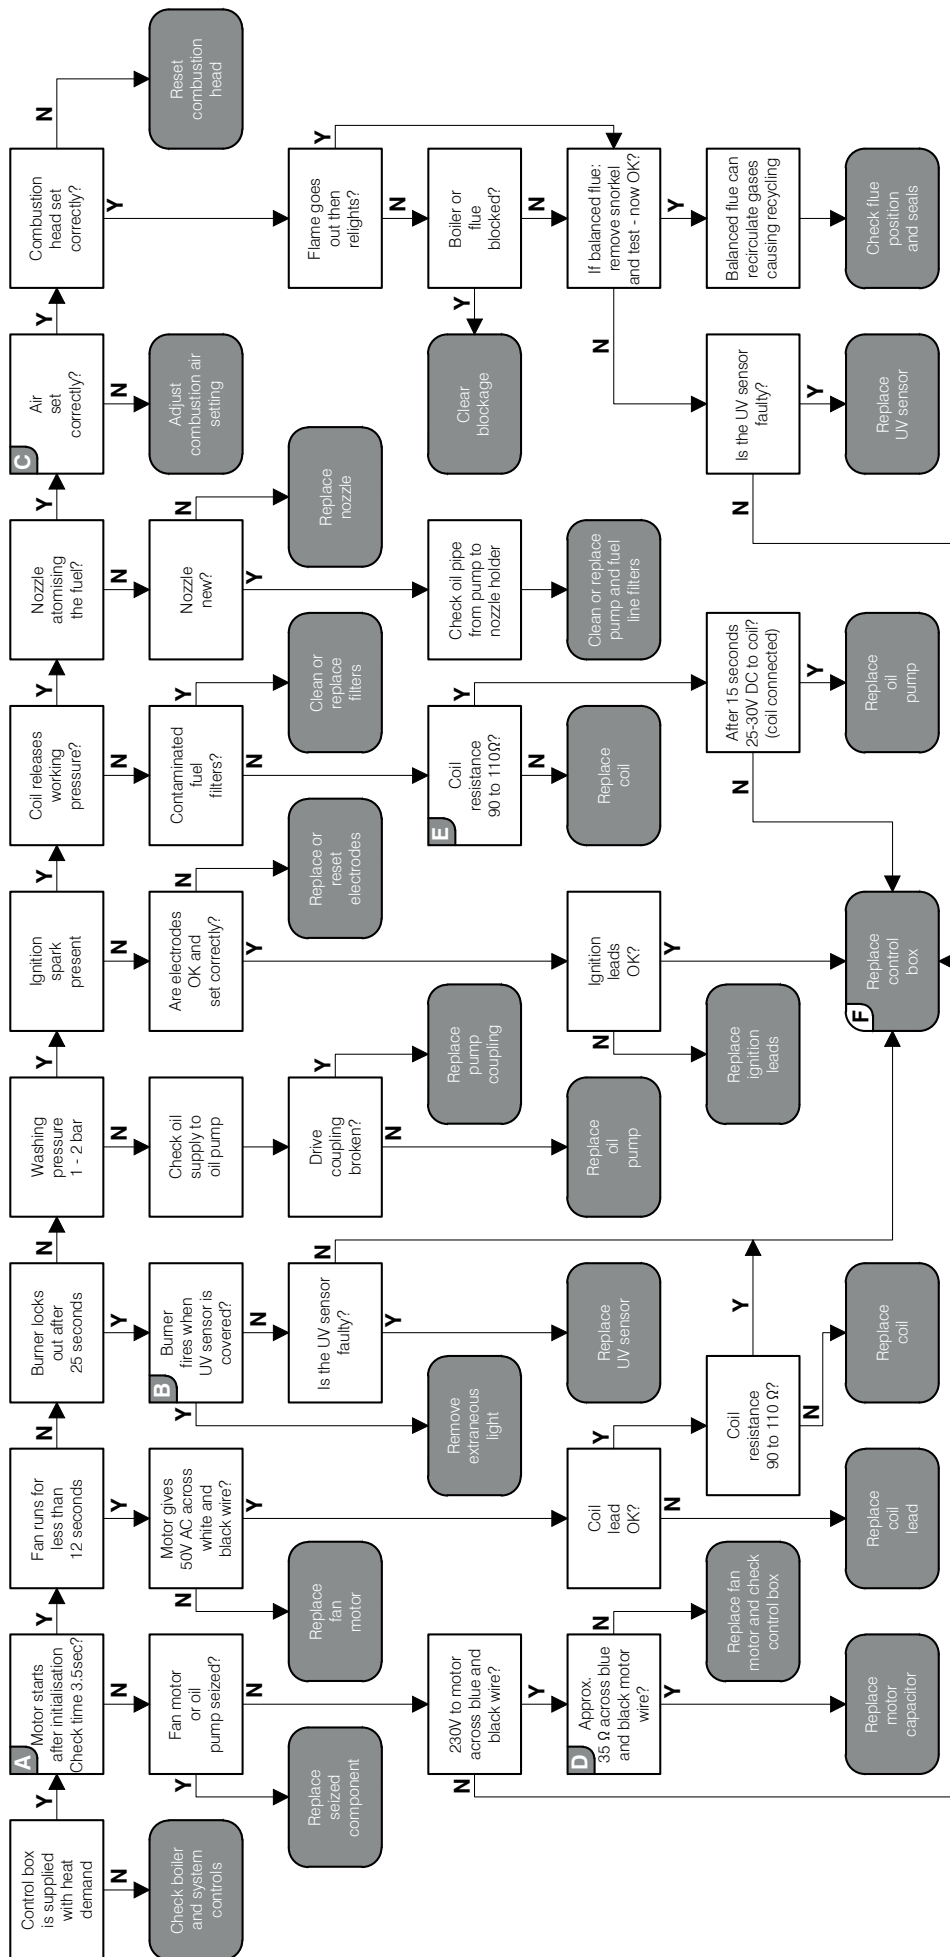 Control box
is supplied
with heat
demand
Y
N
Check boiler
and system
controls
A
Motor starts
after initialisation
Check time 3.5sec?
Y
N
Fan motor
or oil
pump seized?
Y
Replace
seized
component
N
230V to motor
across blue and
black wire?
N
Y
D
Approx.
35 Ω across blue
and black motor
wire?
N
Replace fan
motor and check
control box
Y
Replace
motor
capacitor
Fan runs for
less than
12 seconds
N
Y
Motor gives
50V AC across
white and
black wire?
N
Replace
fan
motor
Y
Coil
lead
OK?
Y
N
Replace
coil
lead
Coil
resistance
90 to 110 Ω?
Y
N
Replace
coil
Burner locks
out after
25 seconds
N
Y
B
Burner
fires when
UV sensor is
covered?
Y
Remove
extraneous
light
N
Is the UV sensor
faulty?
N
Y
Replace
UV sensor
Washing
pressure
1 - 2 bar
Y
N
Check oil
supply to
oil pump
Drive
coupling
broken?
Y
Replace
pump
coupling
N
Replace
oil
pump
Ignition
spark
present
Y
N
Are electrodes
OK and
set correctly?
N
Replace or
reset
electrodes
Y
Ignition
leads
OK?
N
Replace
ignition
leads
Y
F
Replace
control
box
Coil releases
working
pressure?
Y
N
Contaminated
fuel
filters?
Y
Clean or
replace
filters
N
E
Coil
resistance
90 to 110Ω?
Y
N
Replace
coil
After 15 seconds
25-30V DC to coil?
(coil connected)
N
Y
Replace
oil
pump
Nozzle
atomising
the fuel?
Y
N
Nozzle
new?
N
Replace
nozzle
Y
Check oil pipe
from pump to
nozzle holder
Clean or replace
pump and fuel
line filters
C
Air
set
correctly?
Y
N
Adjust
combustion air
setting
Combustion
head set
correctly?
N
Reset
combustion
head
Y
Flame goes
out then
relights?
Y
N
Boiler or
flue
blocked?
Y
Clear
blockage
N
If balanced flue:
remove snorkel
and test - now OK?
N
Y
Is the UV sensor
faulty?
N
Y
Replace
UV sensor
Balanced flue can
recirculate gases
causing recycling
Check flue
position
and seals